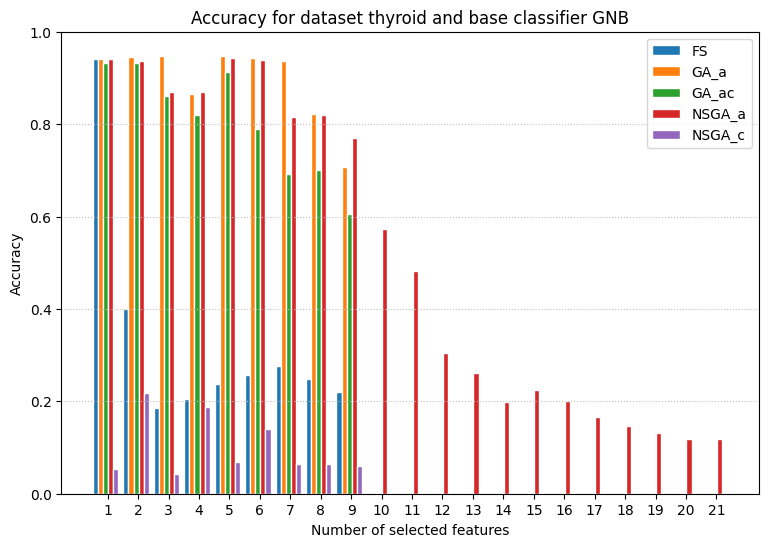 Accuracy for dataset thyroid and base classifier GNB
1.0
0.8
0.6
0.4
0.2
0.0
Accuracy
FS
GA_a
GA_ac
NSGA_a
NSGA_c
1 2 3 4 5 6 7 8 9 10 11 12 13 14 15 16 17 18 19 20 21
Number of selected features